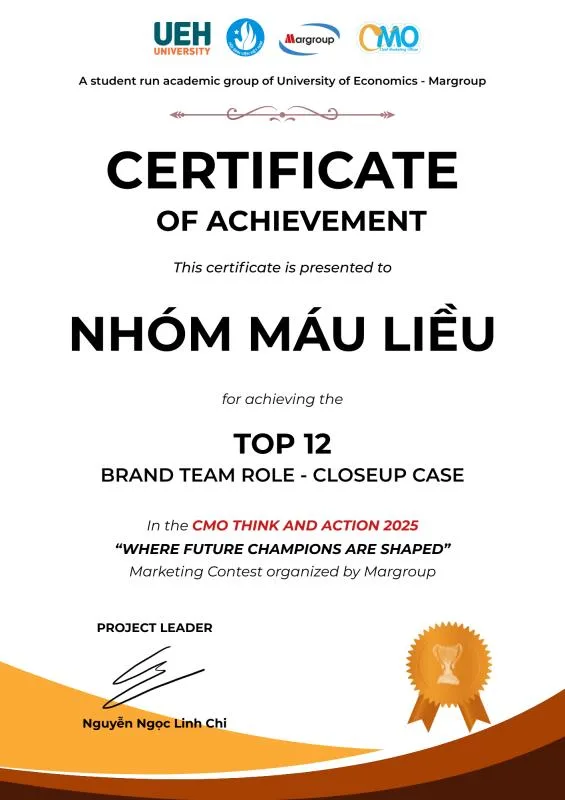 UEH
UNIVERSITY
Margroup
CMO
Chief Marketing Officer
A student run academic group of University of Economics - Margroup
CERTIFICATE
OF ACHIEVEMENT
This certificate is presented to
NHÓM MÁU LIỀU
for achieving the
TOP 12
BRAND TEAM ROLE - CLOSEUP CASE
In the CMO THINK AND ACTION 2025
“WHERE FUTURE CHAMPIONS ARE SHAPED”
Marketing Contest organized by Margroup
PROJECT LEADER
Nguyễn Ngọc Linh Chi